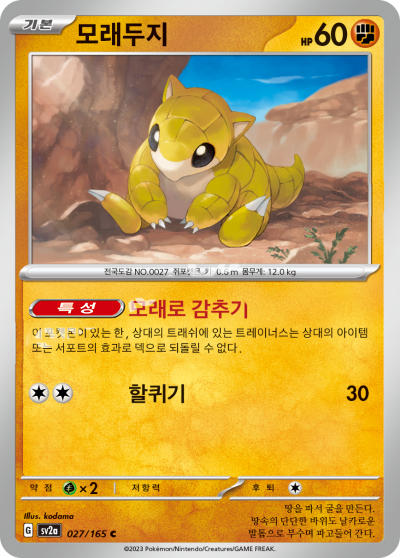 기본 모래두지 HP 60
전국도감 NO.0027 쥐포켓몬 키 0.6 m 몸무게: 12.0 kg
특성 모래로 감추기
이 포켓몬이 있는 한, 상대의 트래쉬에 있는 트레이너스는 상대의 아이템
또는 서포트의 효과로 덱으로 되돌릴 수 없다.
할퀴기 30
약점 ×2 저항력 후퇴
Illus. kodama
G sv2a 027/165 C
땅을 파서 굴을 만든다.
땅속의 단단한 바위도 날카로운
발톱으로 부수며 파고들어 간다.
©2023 Pokémon/Nintendo/Creatures/GAME FREAK.